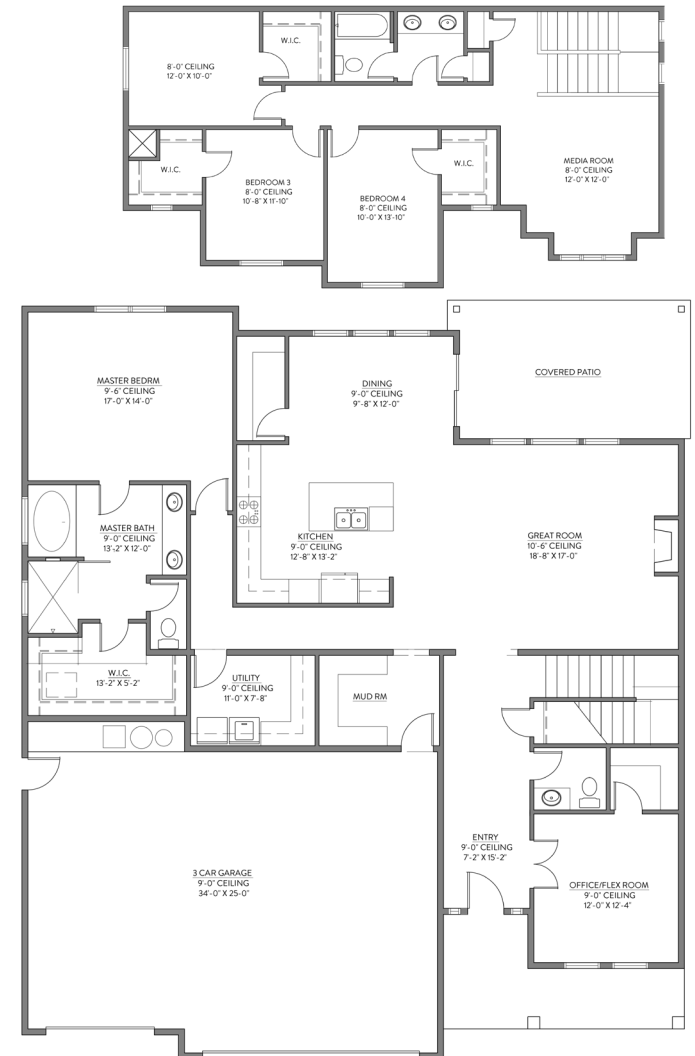 8'-0" CEILING
12'-0" X 10'-0"
W.I.C.
W.I.C.
BEDROOM 3
8'-0" CEILING
10'-8" X 11'-10"
BEDROOM 4
8'-0" CEILING
10'-0" X 13'-10"
W.I.C.
MEDIA ROOM
8'-0" CEILING
12'-0" X 12'-0"
MASTER BEDRM
9'-6" CEILING
17'-0" X 14'-0"
DINING
9'-0" CEILING
9"-8" X 12'-0"
COVERED PATIO
MASTER BATH
9'-0" CEILING
13'-2" X 12'-0"
KITCHEN
9'-0" CEILING
12'-8" X 13'-2"
GREAT ROOM
10'-6" CEILING
18'-8" X 17'-0"
W.I.C.
13'-2" X 5'-2"
UTILITY
9'-0" CEILING
11'-0" X 7'-8"
MUD RM
3 CAR GARAGE
9'-0" CEILING
34'-0" X 25-0"
ENTRY
9'-0" CEILING
7'-2" X 15'-2"
OFFICE/FLEX ROOM
9'-0" CEILING
12'-0" X 12'-4"